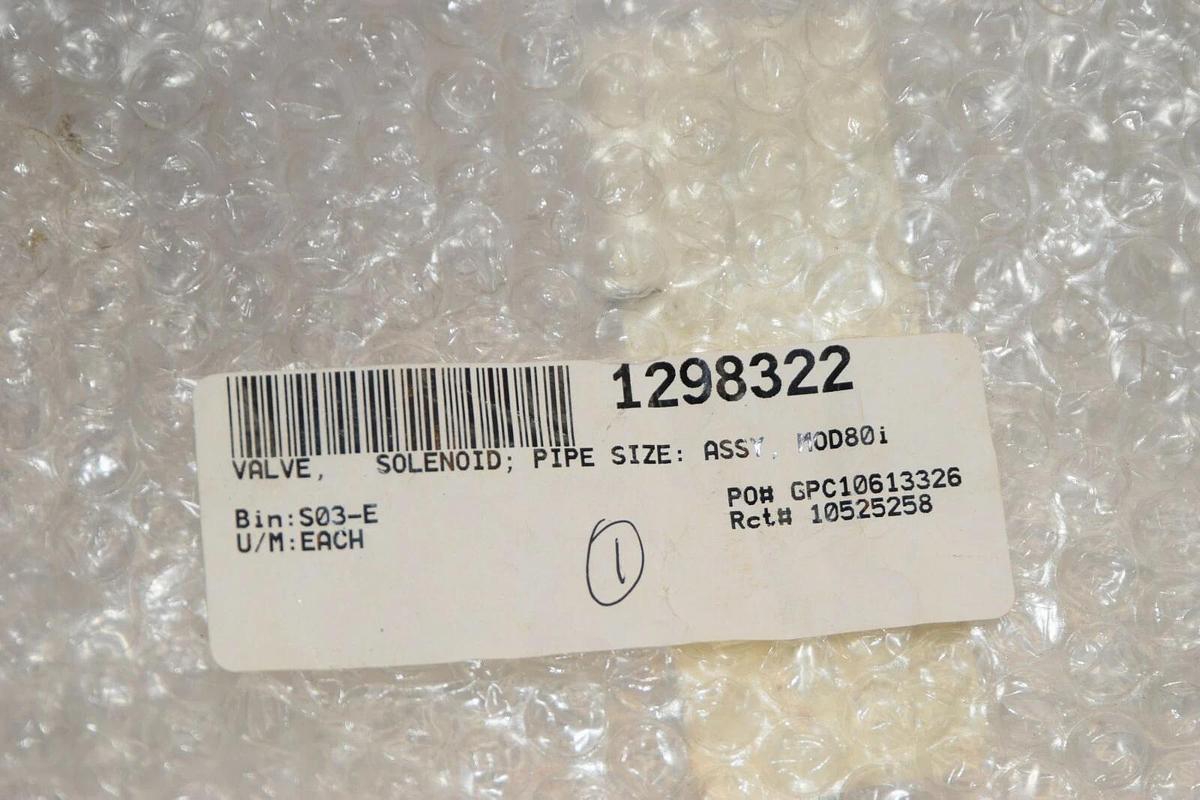 1298322
VALVE, SOLENOID; PIPE SIZE: ASSY, MOD80i
Bin:S03-E
U/M:EACH
PO# GPC10613326
Rct# 10525258
1